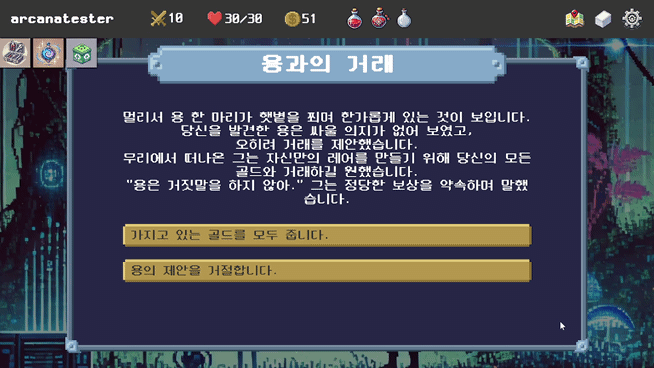 arcanatester
10
30/30
51
용과의 거래
멀리서 용 한 마리가 햇볕을 쬐며 한가롭게 있는 것이 보입니다.
당신을 발견한 용은 싸울 의지가 없어 보였고,
오히려 거래를 제안했습니다.
무리에서 떠나온 그는 자신만의 레어를 만들기 위해 당신의 모든
골드와 거래하길 원했습니다.
"용은 거짓말을 하지 않아." 그는 정당한 보상을 약속하며 말했
습니다.
가지고 있는 골드를 모두 줍니다.
용의 제안을 거절합니다.